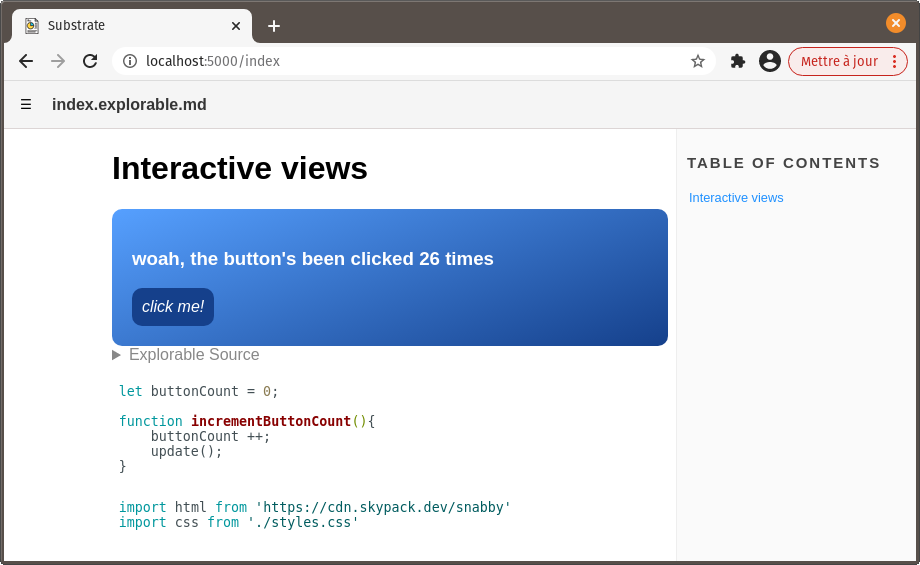 Substrate
localhost:5000/index
Mettre à jour
☰ index.explorable.md
Interactive views
woah, the button's been clicked 26 times
click me!
Explorable Source
let buttonCount = 0;
function incrementButtonCount(){
    buttonCount ++;
    update();
}
import html from 'https://cdn.skypack.dev/snabby'
import css from './styles.css'
TABLE OF CONTENTS
Interactive views